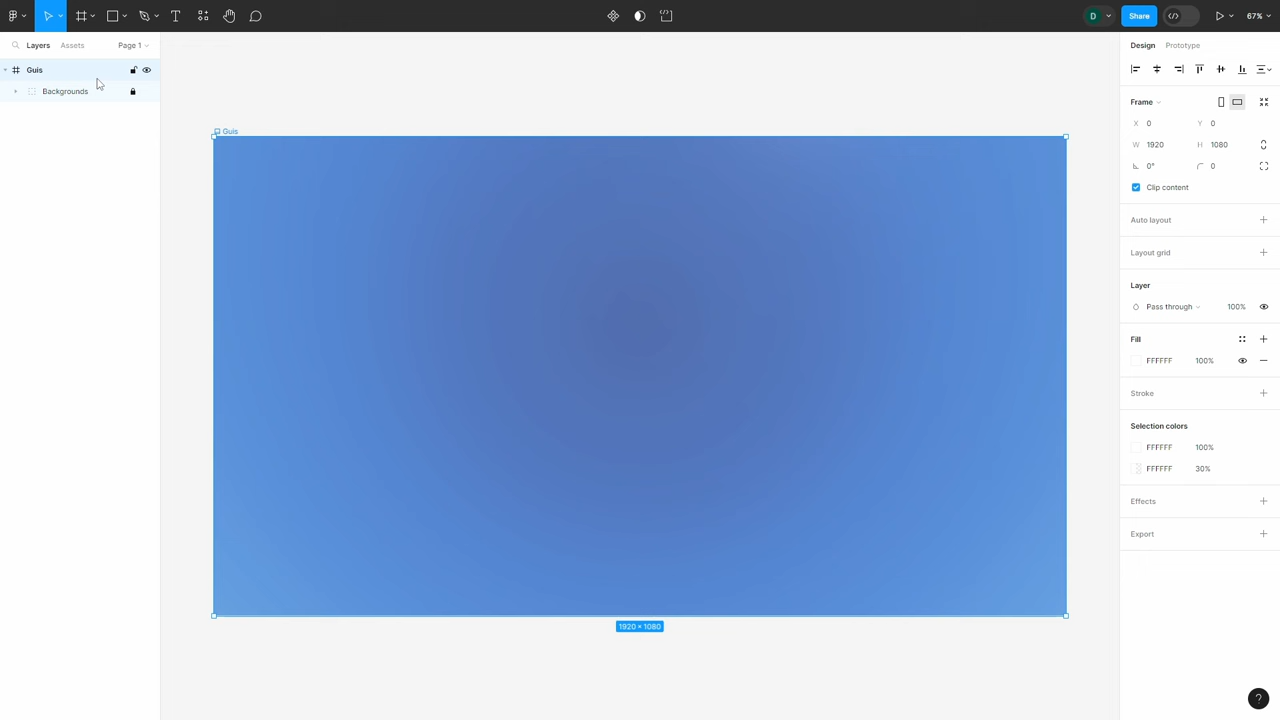 D
Share
67%
Layers
Assets
Page 1
Design
Prototype
Guis
Backgrounds
Guis
1920 × 1080
Frame
X 0
Y 0
W 1920
H 1080
0°
0
Clip content
Auto layout
Layout grid
Layer
Pass through
100%
Fill
FFFFFF
100%
Stroke
Selection colors
FFFFFF
100%
FFFFFF
30%
Effects
Export
?